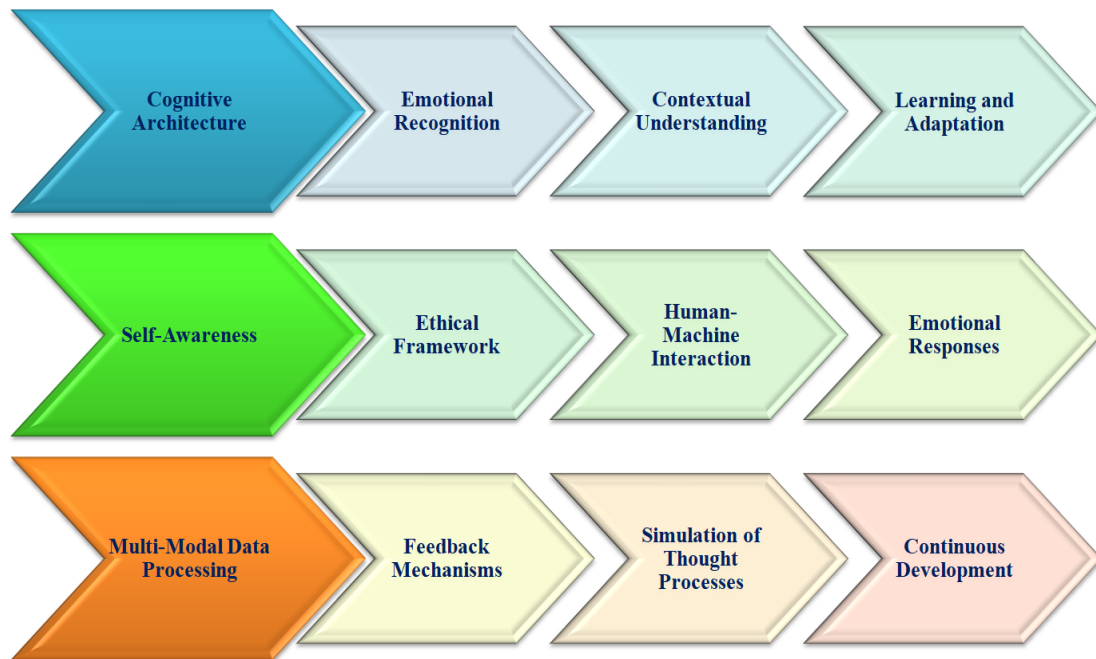 Cognitive
Architecture
Emotional
Recognition
Contextual
Understanding
Learning and
Adaptation
Self-Awareness
Ethical
Framework
Human-
Machine
Interaction
Emotional
Responses
Multi-Modal Data
Processing
Feedback
Mechanisms
Simulation of
Thought
Processes
Continuous
Development